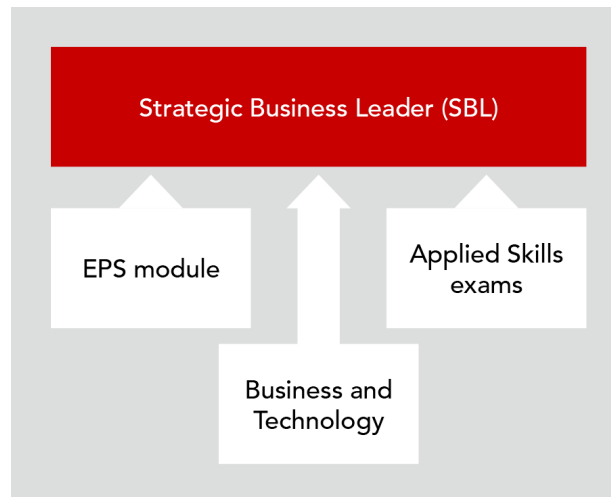 Strategic Business Leader (SBL)
EPS module
Applied Skills
exams
Business and
Technology